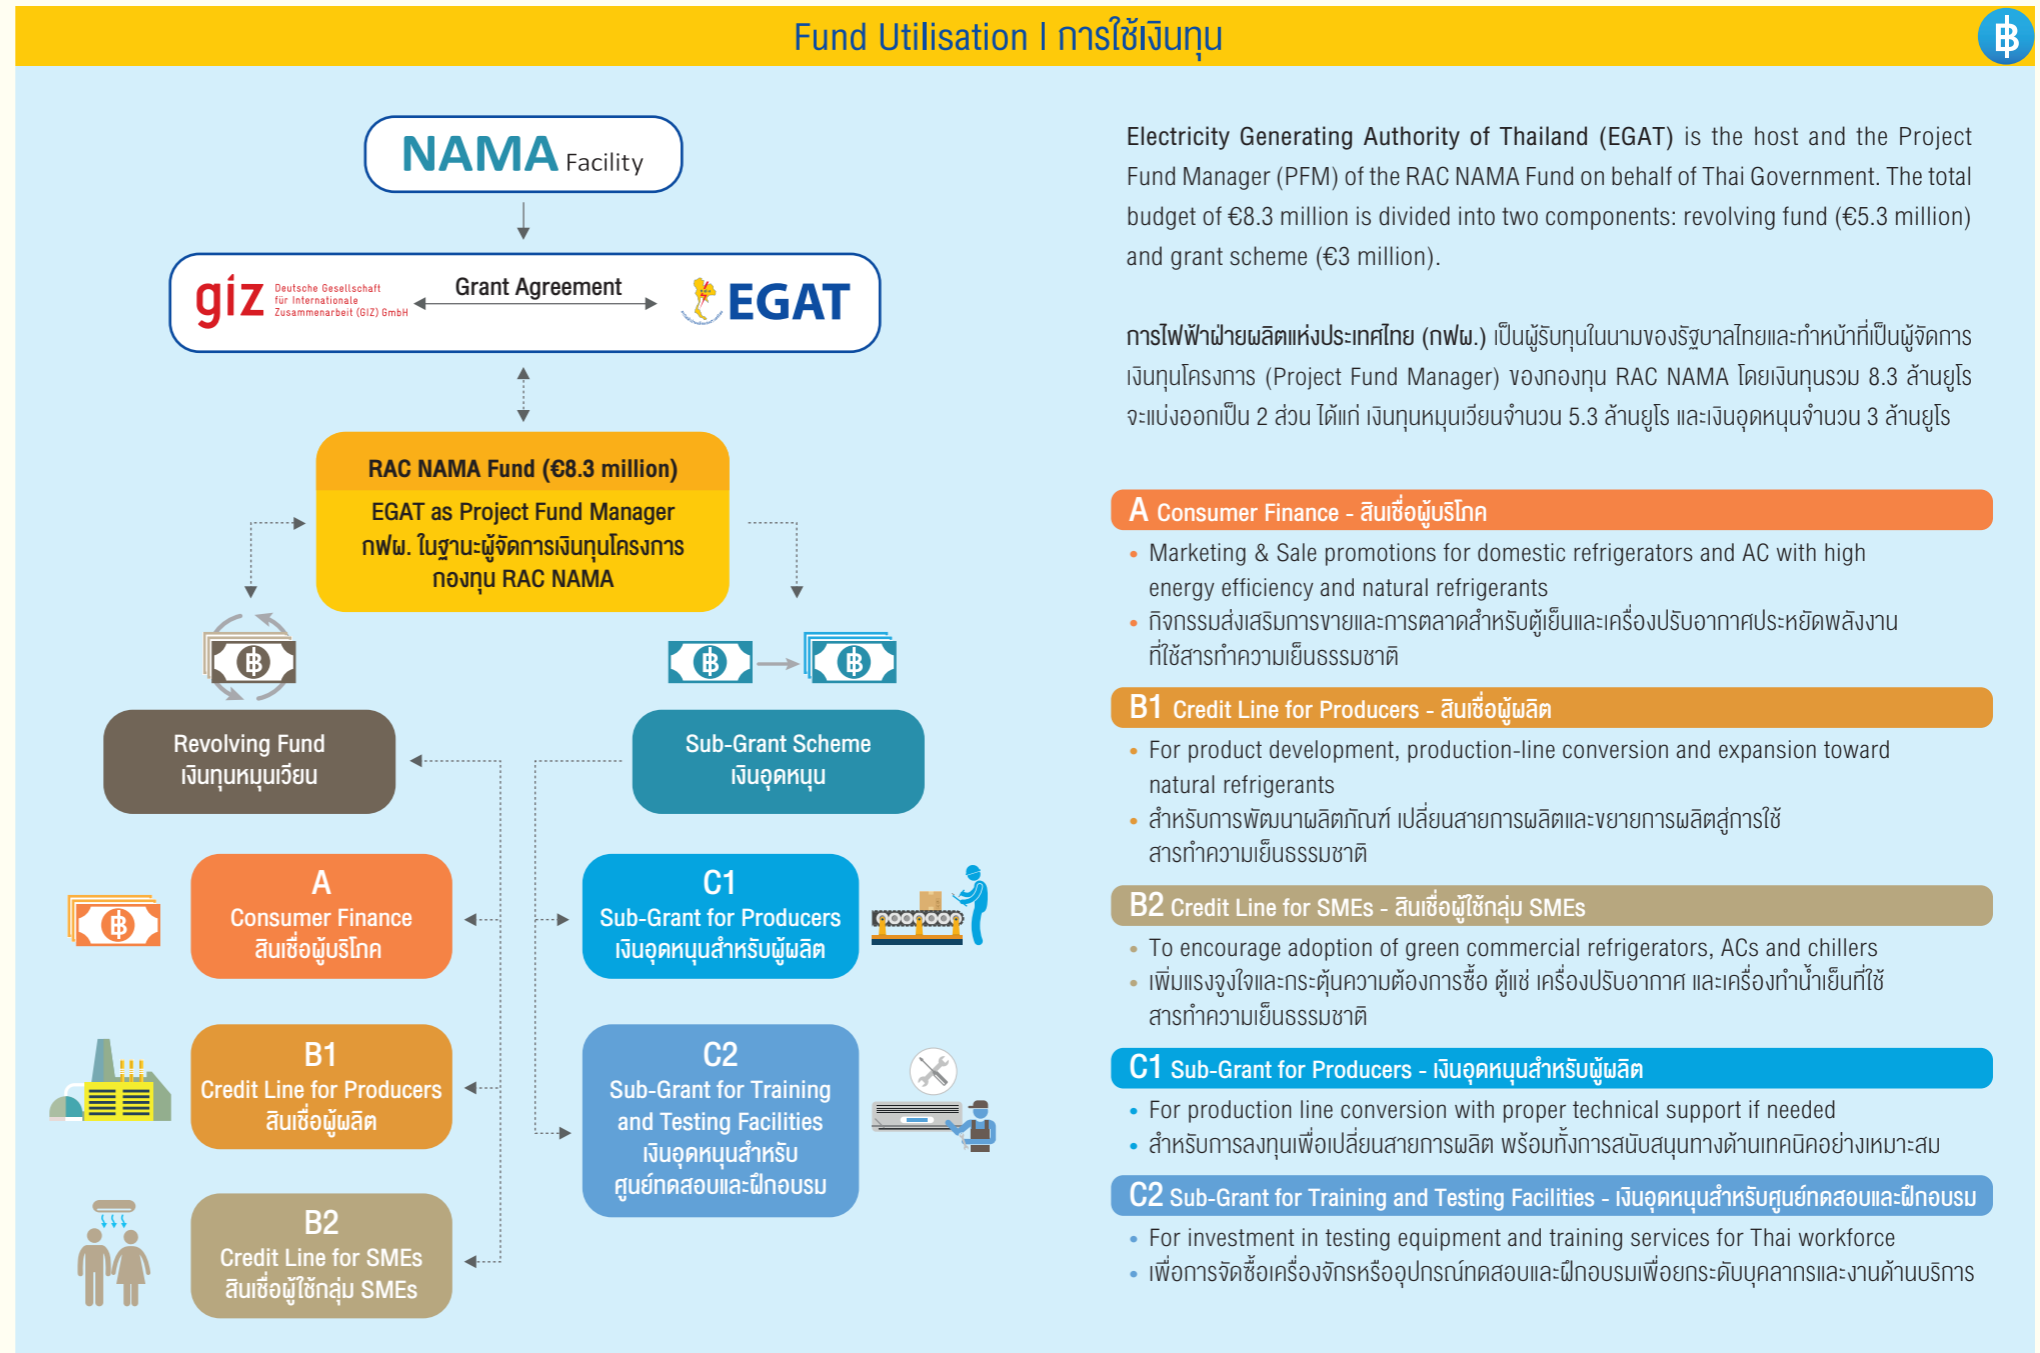 Fund Utilisation | การใช้เงินทุน
฿
NAMA Facility
giz Deutsche Gesellschaft
für Internationale
Zusammenarbeit (GIZ) GmbH
Grant Agreement
EGAT
RAC NAMA Fund (€8.3 million)
EGAT as Project Fund Manager
กฟผ. ในฐานะผู้จัดการเงินทุนโครงการ
กองทุน RAC NAMA
฿
฿
฿
Revolving Fund
เงินทุนหมุนเวียน
Sub-Grant Scheme
เงินอุดหนุน
฿
A
Consumer Finance
สินเชื่อผู้บริโภค
C1
Sub-Grant for Producers
เงินอุดหนุนสำหรับผู้ผลิต
B1
Credit Line for Producers
สินเชื่อผู้ผลิต
C2
Sub-Grant for Training
and Testing Facilities
เงินอุดหนุนสำหรับ
ศูนย์ทดสอบและฝึกอบรม
B2
Credit Line for SMEs
สินเชื่อผู้ใช้กลุ่ม SMEs
Electricity Generating Authority of Thailand (EGAT) is the host and the Project
Fund Manager (PFM) of the RAC NAMA Fund on behalf of Thai Government. The total
budget of €8.3 million is divided into two components: revolving fund (€5.3 million)
and grant scheme (€3 million).
การไฟฟ้าฝ่ายผลิตแห่งประเทศไทย (กฟผ.) เป็นผู้รับทุนในนามของรัฐบาลไทยและทำหน้าที่เป็นผู้จัดการ
เงินทุนโครงการ (Project Fund Manager) ของกองทุน RAC NAMA โดยเงินทุนรวม 8.3 ล้านยูโร
จะแบ่งออกเป็น 2 ส่วน ได้แก่ เงินทุนหมุนเวียนจำนวน 5.3 ล้านยูโร และเงินอุดหนุนจำนวน 3 ล้านยูโร
A Consumer Finance - สินเชื่อผู้บริโภค
• Marketing & Sale promotions for domestic refrigerators and AC with high
energy efficiency and natural refrigerants
• กิจกรรมส่งเสริมการขายและการตลาดสำหรับตู้เย็นและเครื่องปรับอากาศประหยัดพลังงาน
ที่ใช้สารทำความเย็นธรรมชาติ
B1 Credit Line for Producers - สินเชื่อผู้ผลิต
• For product development, production-line conversion and expansion toward
natural refrigerants
• สำหรับการพัฒนาผลิตภัณฑ์ เปลี่ยนสายการผลิตและขยายการผลิตสู่การใช้
สารทำความเย็นธรรมชาติ
B2 Credit Line for SMEs - สินเชื่อผู้ใช้กลุ่ม SMEs
• To encourage adoption of green commercial refrigerators, ACs and chillers
• เพิ่มแรงจูงใจและกระตุ้นความต้องการซื้อ ตู้แช่ เครื่องปรับอากาศ และเครื่องทำน้ำเย็นที่ใช้
สารทำความเย็นธรรมชาติ
C1 Sub-Grant for Producers - เงินอุดหนุนสำหรับผู้ผลิต
• For production line conversion with proper technical support if needed
• สำหรับการลงทุนเพื่อเปลี่ยนสายการผลิต พร้อมทั้งการสนับสนุนทางด้านเทคนิคอย่างเหมาะสม
C2 Sub-Grant for Training and Testing Facilities - เงินอุดหนุนสำหรับศูนย์ทดสอบและฝึกอบรม
• For investment in testing equipment and training services for Thai workforce
• เพื่อการจัดซื้อเครื่องจักรหรืออุปกรณ์ทดสอบและฝึกอบรมเพื่อยกระดับบุคลากรและงานด้านบริการ